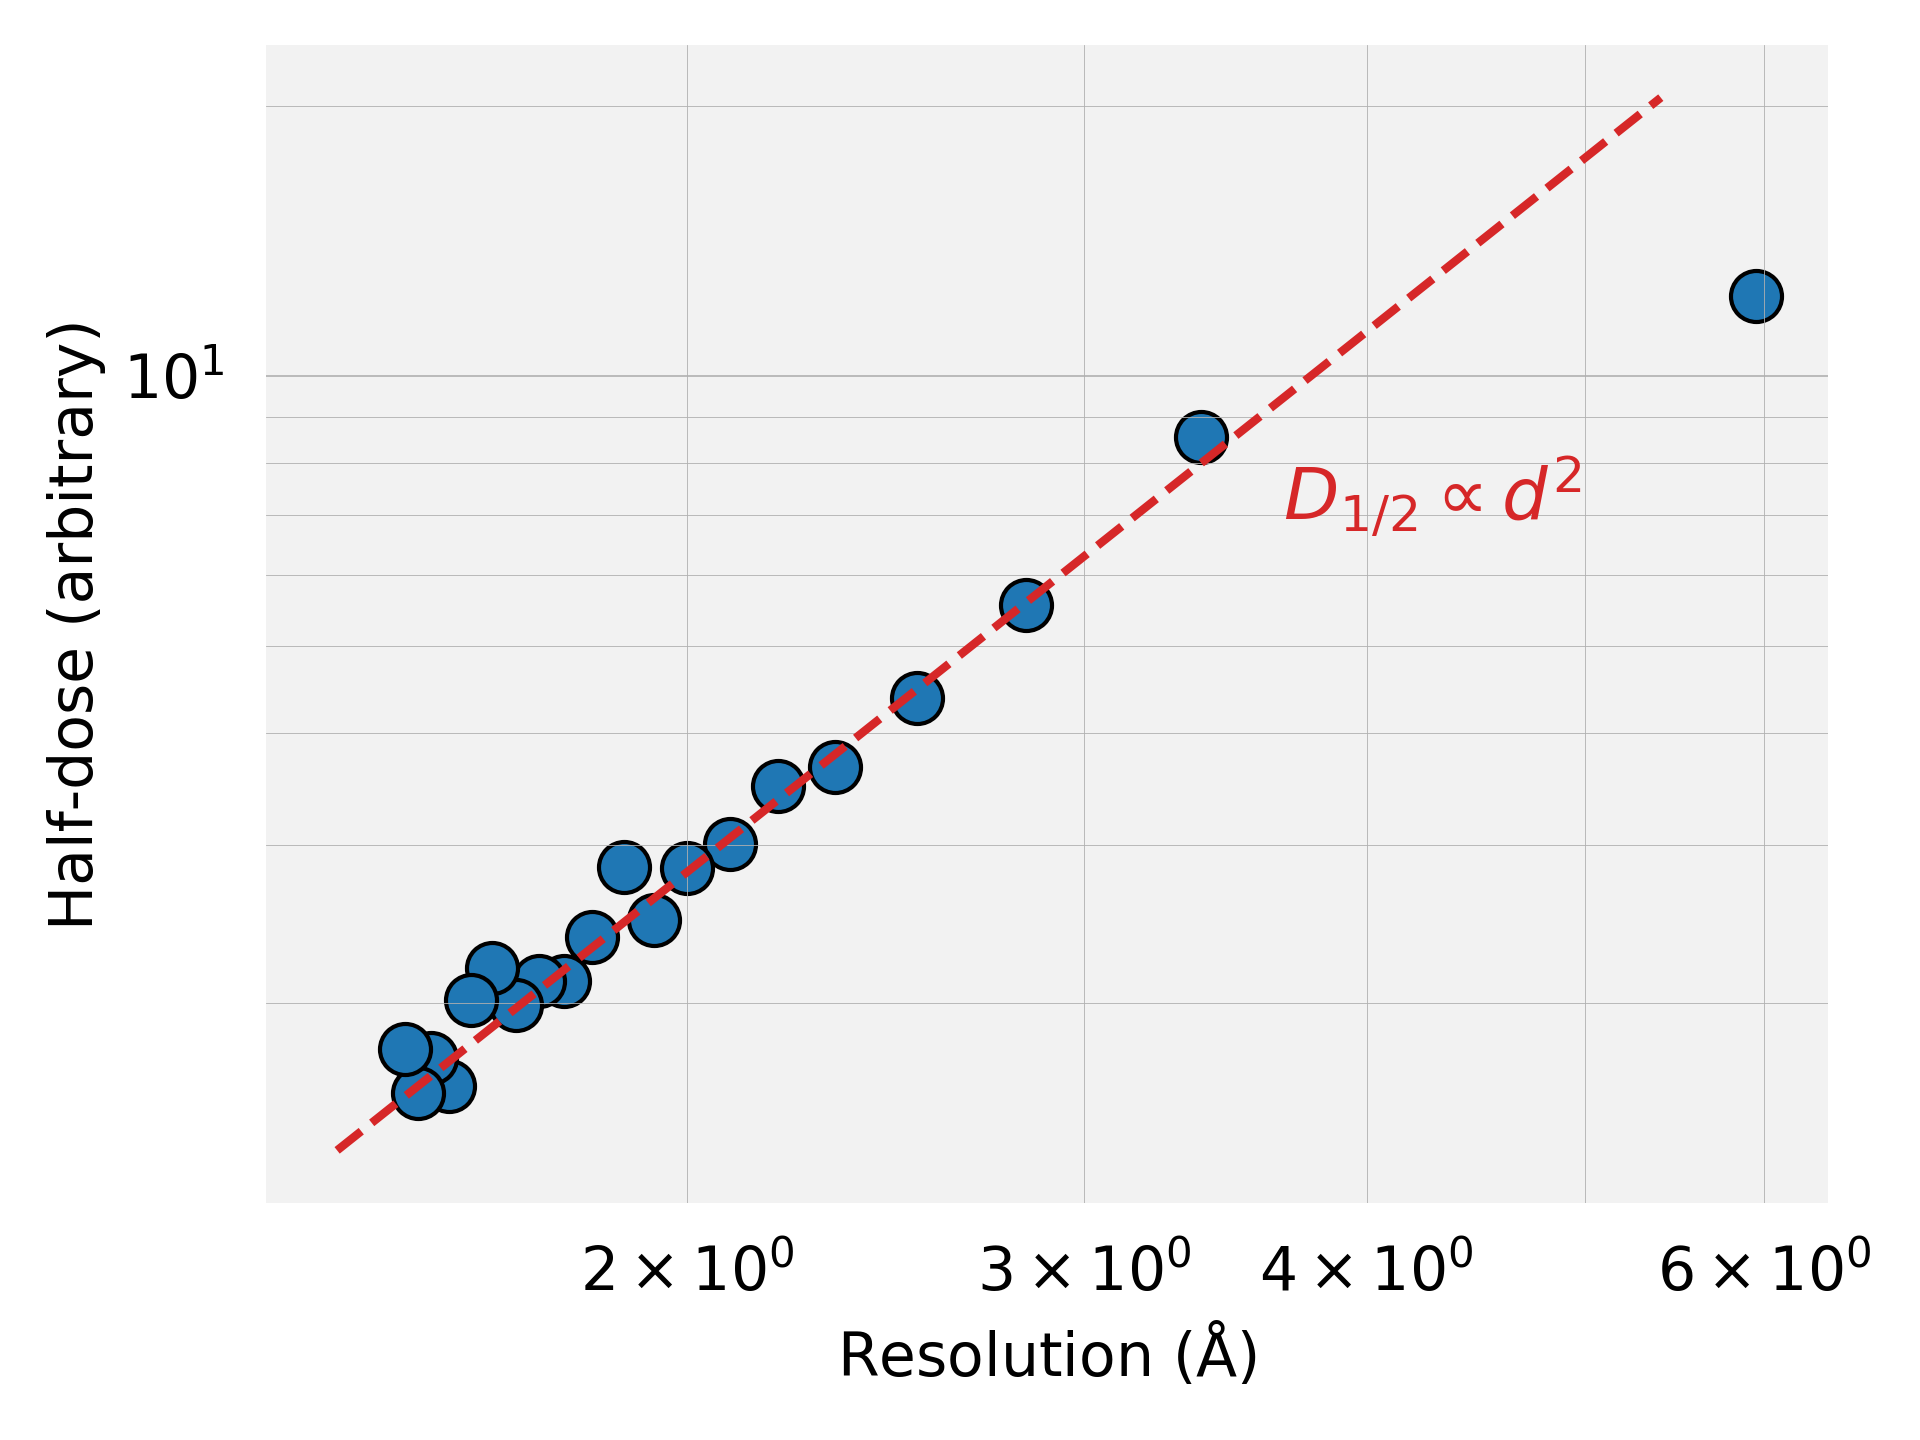 Half-dose (arbitrary)
10¹
D₁/₂ ∝ d²
2 × 10⁰
3 × 10⁰
4 × 10⁰
6 × 10⁰
Resolution (Å)